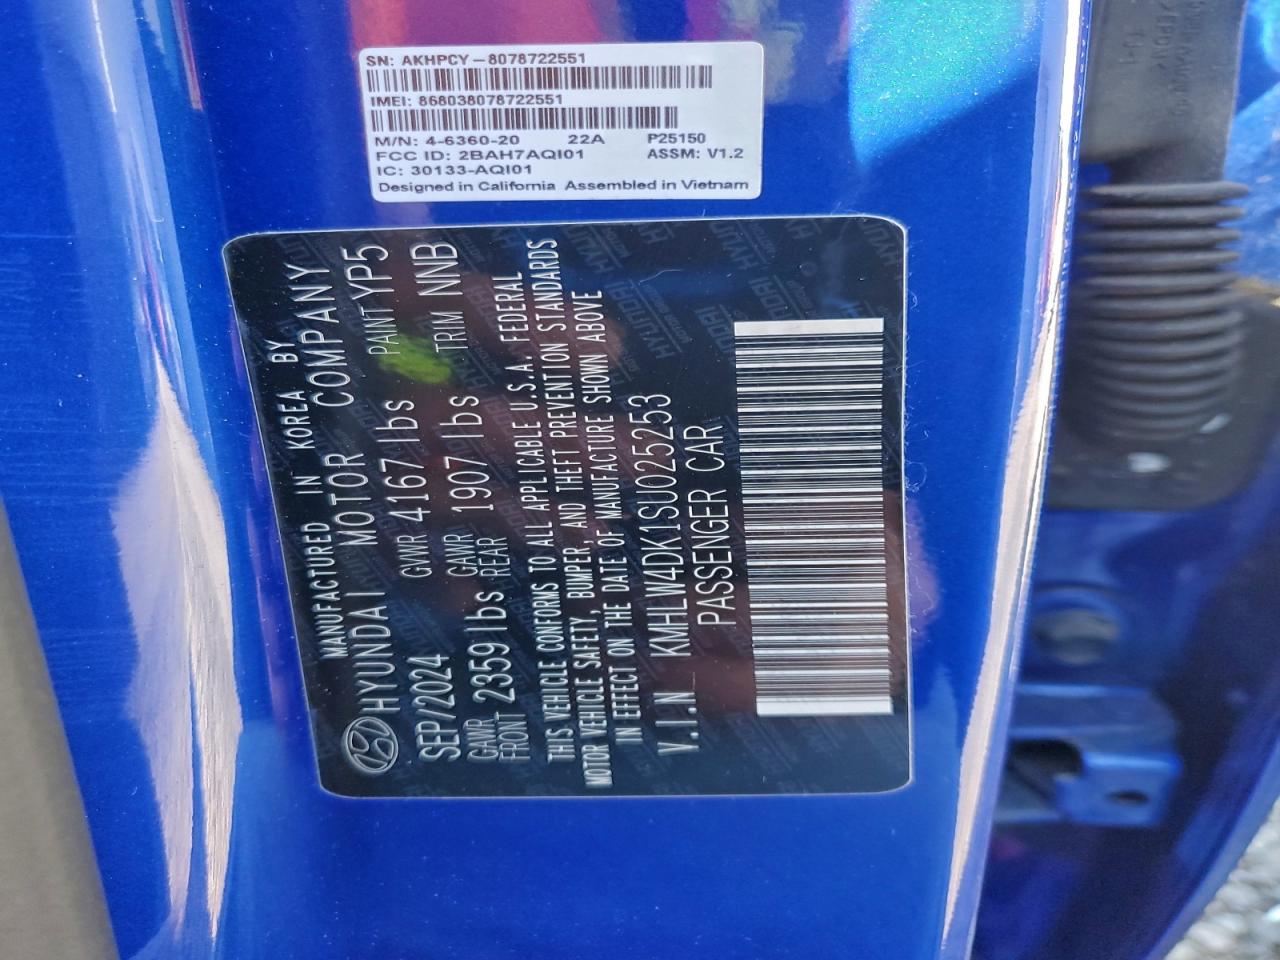 SN: AKHPCY-8078722551
IMEI: 868038078722551
M/N: 4-6360-20 22A P25150
FCC ID: 2BAH7AQI01 ASSM: V1.2
IC: 30133-AQI01
Designed in California Assembled in Vietnam
MANUFACTURED IN KOREA BY
HYUNDAI MOTOR COMPANY
SEP/2024 GVWR 4167 lbs PAINT YP5
GAWR FRONT 2359 lbs GAWR REAR 1907 lbs TRIM NNB
THIS VEHICLE CONFORMS TO ALL APPLICABLE U.S.A. FEDERAL
MOTOR VEHICLE SAFETY, BUMPER, AND THEFT PREVENTION STANDARDS
IN EFFECT ON THE DATE OF MANUFACTURE SHOWN ABOVE
V.I.N KMHLW4DK1SU025253
PASSENGER CAR